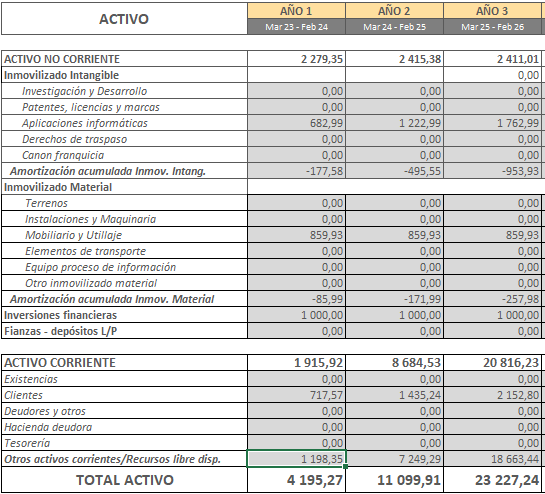 ACTIVO AÑO 1 AÑO 2 AÑO 3
Mar 23 - Feb 24 Mar 24 - Feb 25 Mar 25 - Feb 26
ACTIVO NO CORRIENTE 2 279,35 2 415,38 2 411,01
Inmovilizado Intangible 0,00
Investigación y Desarrollo 0,00 0,00 0,00
Patentes, licencias y marcas 0,00 0,00 0,00
Aplicaciones informáticas 682,99 1 222,99 1 762,99
Derechos de traspaso 0,00 0,00 0,00
Canon franquicia 0,00 0,00 0,00
Amortización acumulada Inmov. Intang. -177,58 -495,55 -953,93
Inmovilizado Material
Terrenos 0,00 0,00 0,00
Instalaciones y Maquinaria 0,00 0,00 0,00
Mobiliario y Utillaje 859,93 859,93 859,93
Elementos de transporte 0,00 0,00 0,00
Equipo proceso de información 0,00 0,00 0,00
Otro inmovilizado material 0,00 0,00 0,00
Amortización acumulada Inmov. Material -85,99 -171,99 -257,98
Inversiones financieras 1 000,00 1 000,00 1 000,00
Fianzas - depósitos L/P 0,00 0,00 0,00
ACTIVO CORRIENTE 1 915,92 8 684,53 20 816,23
Existencias 0,00 0,00 0,00
Clientes 717,57 1 435,24 2 152,80
Deudores y otros 0,00 0,00 0,00
Hacienda deudora 0,00 0,00 0,00
Tesorería 0,00 0,00 0,00
Otros activos corrientes/Recursos libre disp. 1 198,35 7 249,29 18 663,44
TOTAL ACTIVO 4 195,27 11 099,91 23 227,24